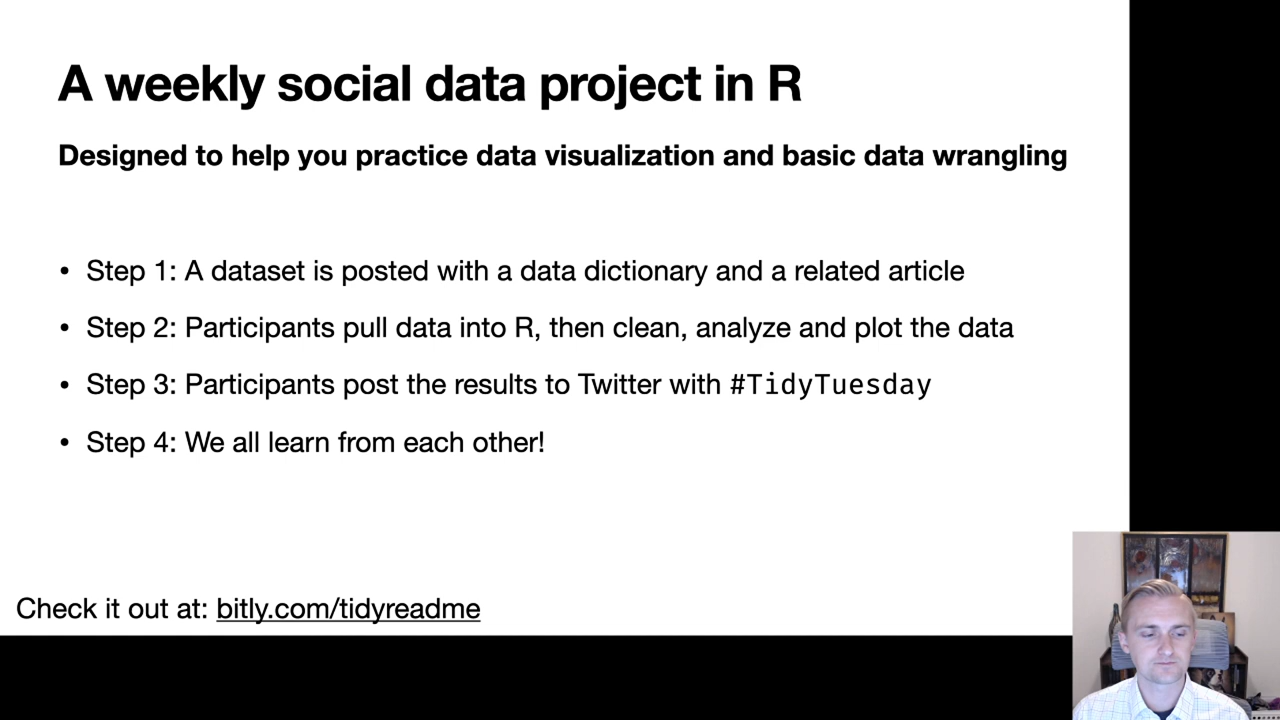 A weekly social data project in R
Designed to help you practice data visualization and basic data wrangling
• Step 1: A dataset is posted with a data dictionary and a related article
• Step 2: Participants pull data into R, then clean, analyze and plot the data
• Step 3: Participants post the results to Twitter with #TidyTuesday
• Step 4: We all learn from each other!
Check it out at: bitly.com/tidyreadme